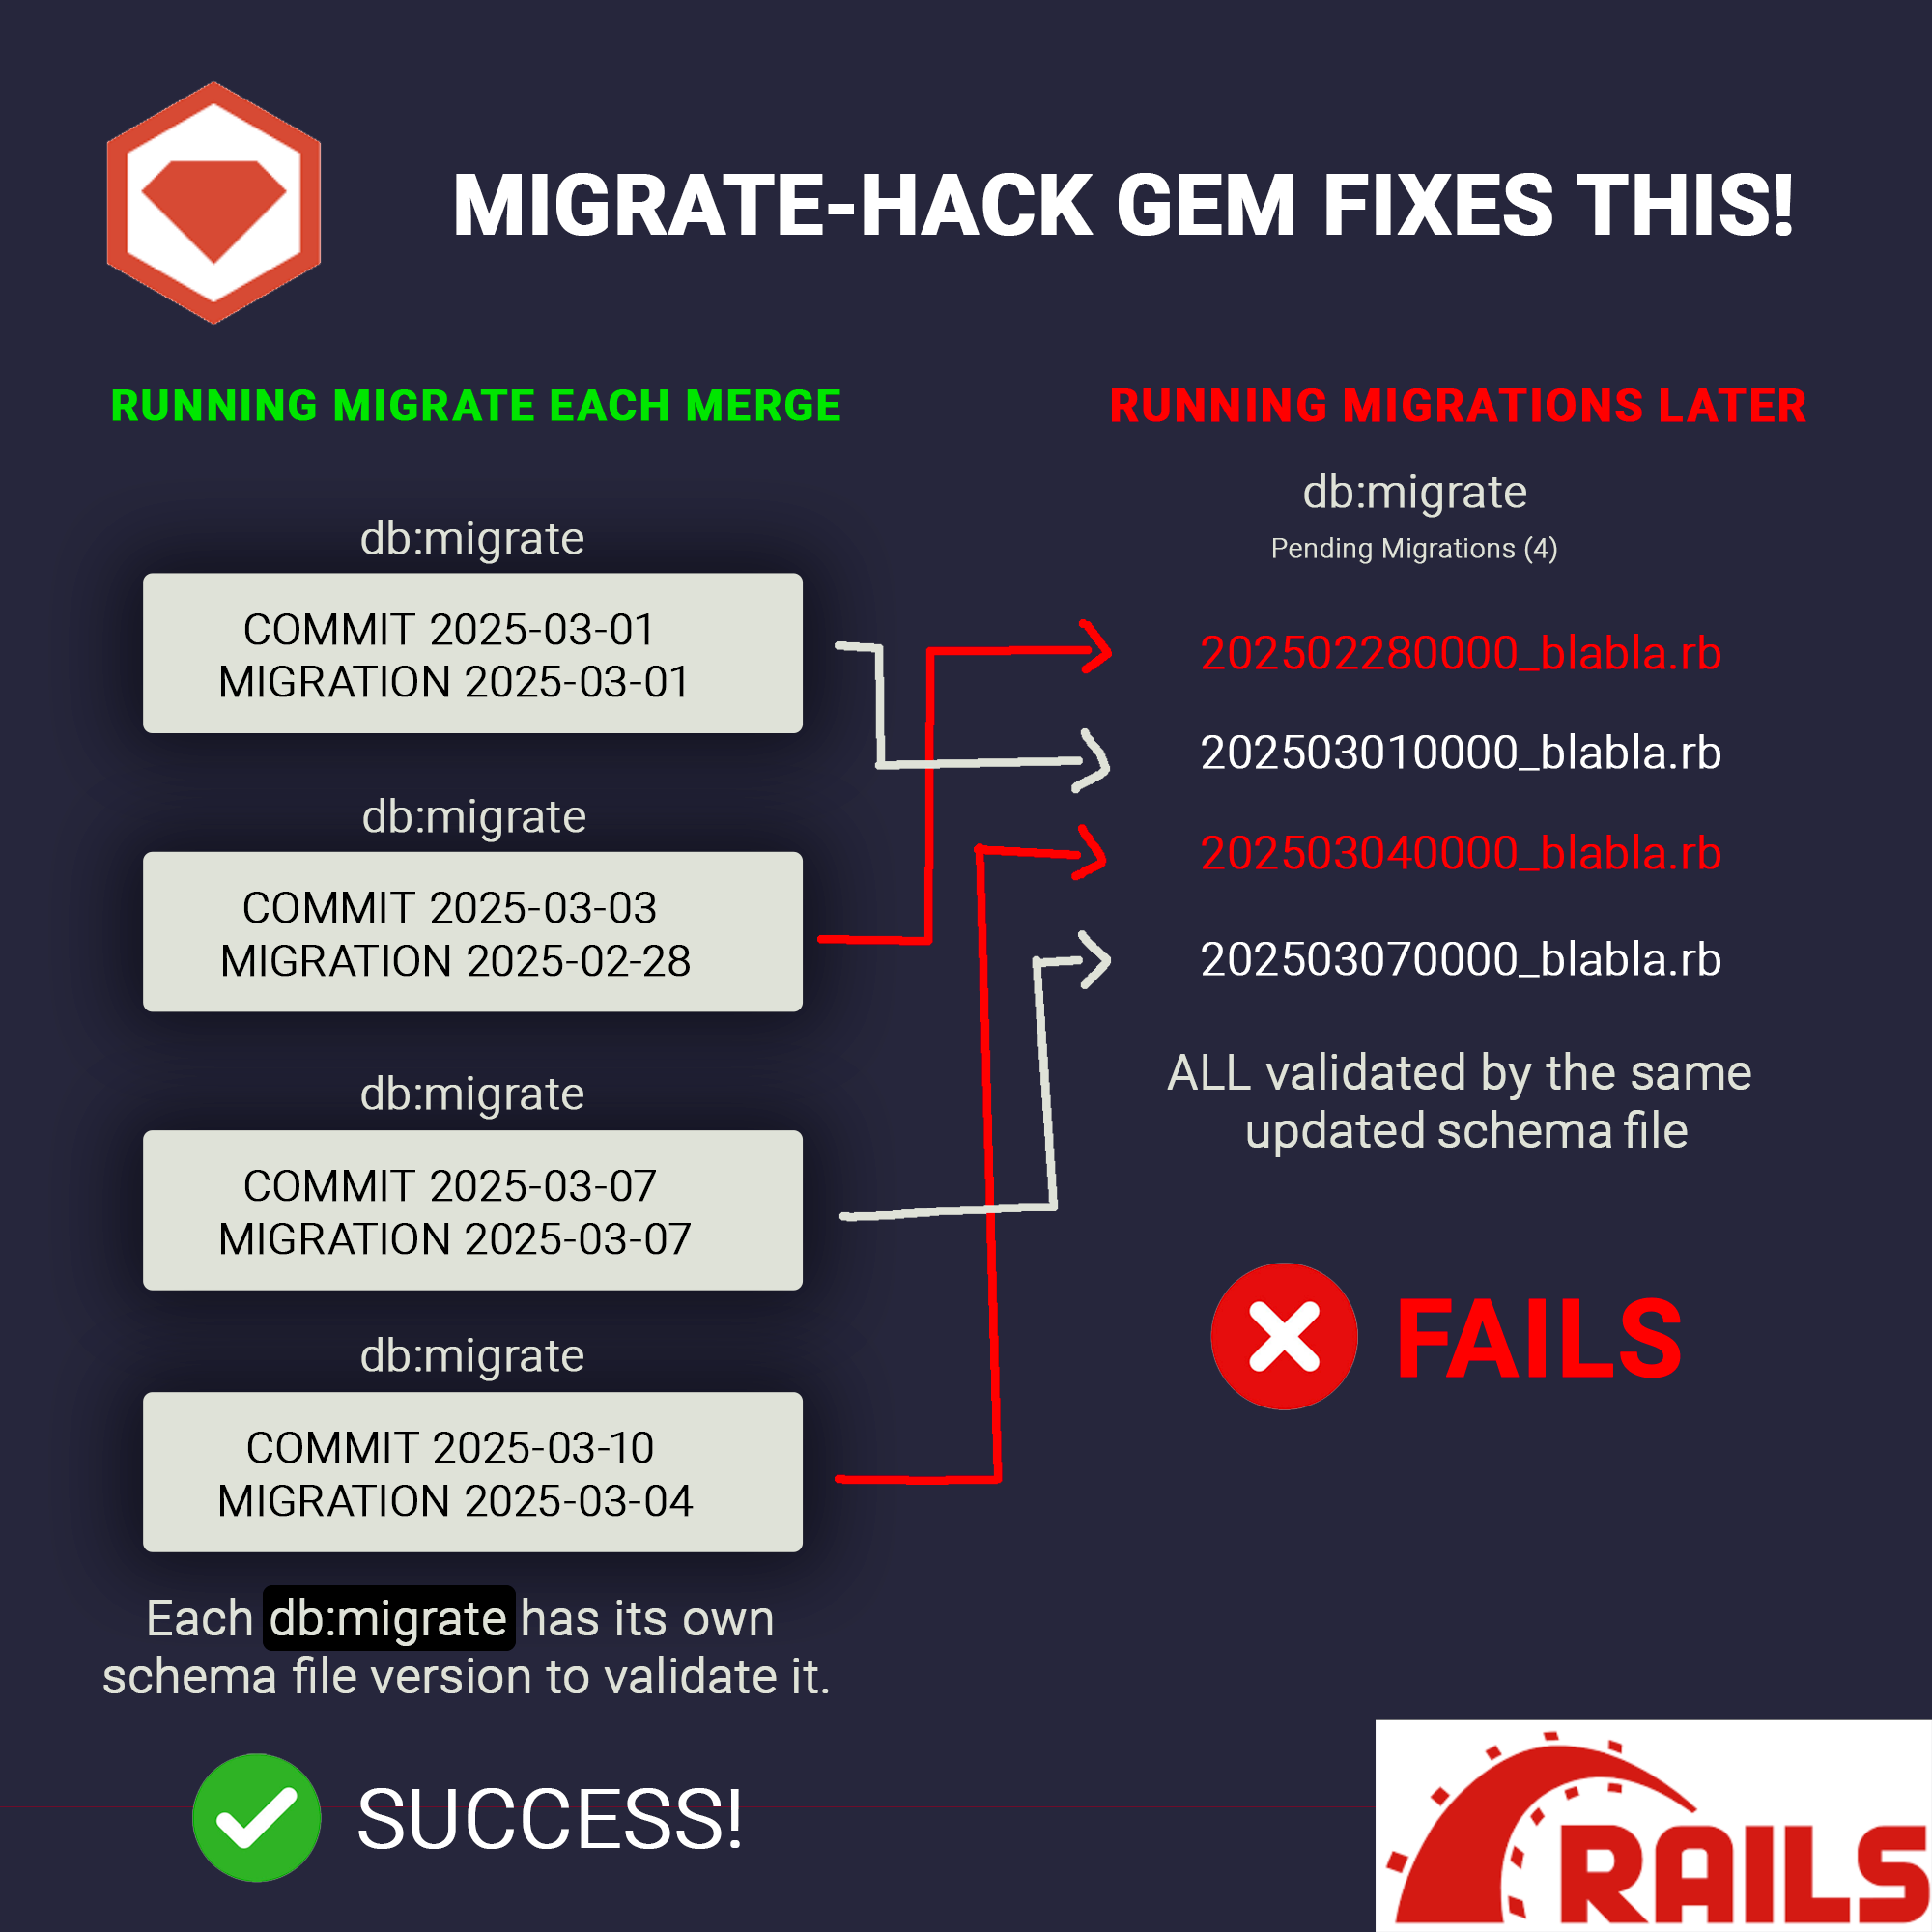 MIGRATE-HACK GEM FIXES THIS!
RUNNING MIGRATE EACH MERGE
db:migrate
COMMIT 2025-03-01
MIGRATION 2025-03-01
db:migrate
COMMIT 2025-03-03
MIGRATION 2025-02-28
db:migrate
COMMIT 2025-03-07
MIGRATION 2025-03-07
db:migrate
COMMIT 2025-03-10
MIGRATION 2025-03-04
Each db:migrate has its own
schema file version to validate it.
SUCCESS!
RUNNING MIGRATIONS LATER
db:migrate
Pending Migrations (4)
202502280000_blabla.rb
202503010000_blabla.rb
202503040000_blabla.rb
202503070000_blabla.rb
ALL validated by the same
updated schema file
FAILS
RAILS